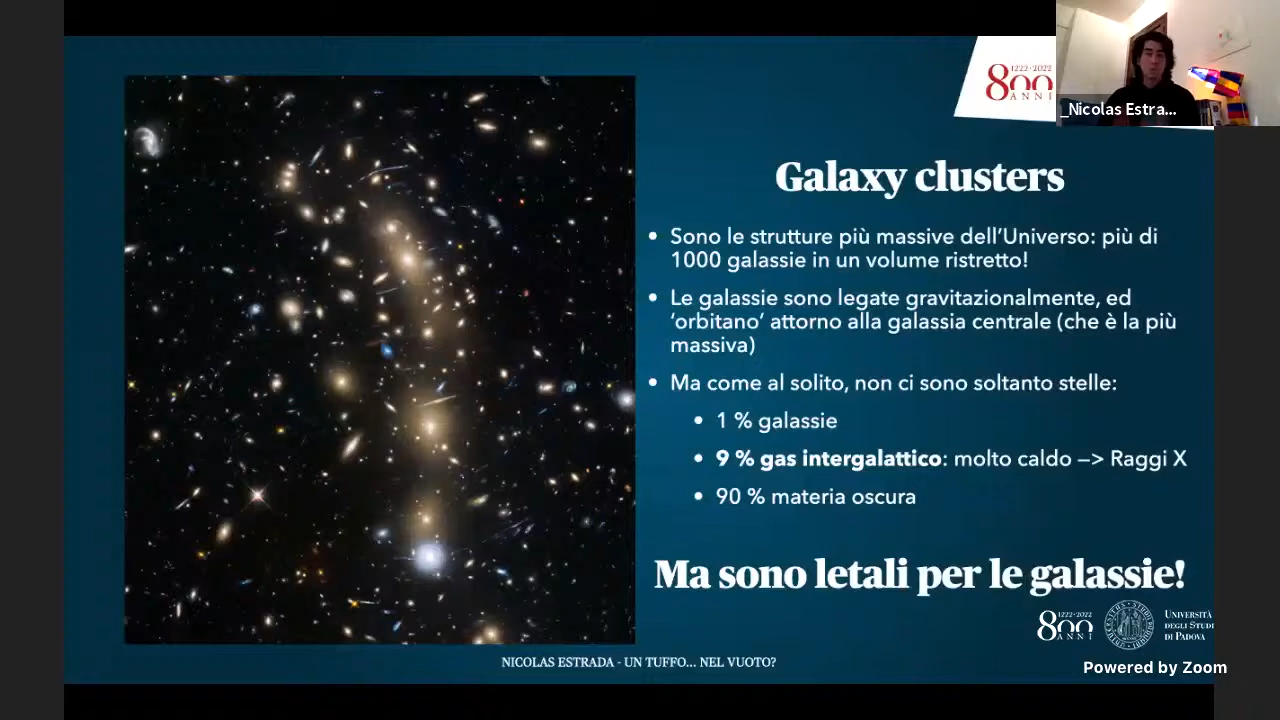 1222·2022
800
ANNI
_Nicolas Estra...
Galaxy clusters
• Sono le strutture più massive dell’Universo: più di
1000 galassie in un volume ristretto!
• Le galassie sono legate gravitazionalmente, ed
‘orbitano’ attorno alla galassia centrale (che è la più
massiva)
• Ma come al solito, non ci sono soltanto stelle:
• 1 % galassie
• 9 % gas intergalattico: molto caldo —> Raggi X
• 90 % materia oscura
Ma sono letali per le galassie!
1222·2022
800
ANNI
UNIVERSITÀ
DEGLI STUDI
DI PADOVA
NICOLAS ESTRADA - UN TUFFO... NEL VUOTO?
Powered by Zoom